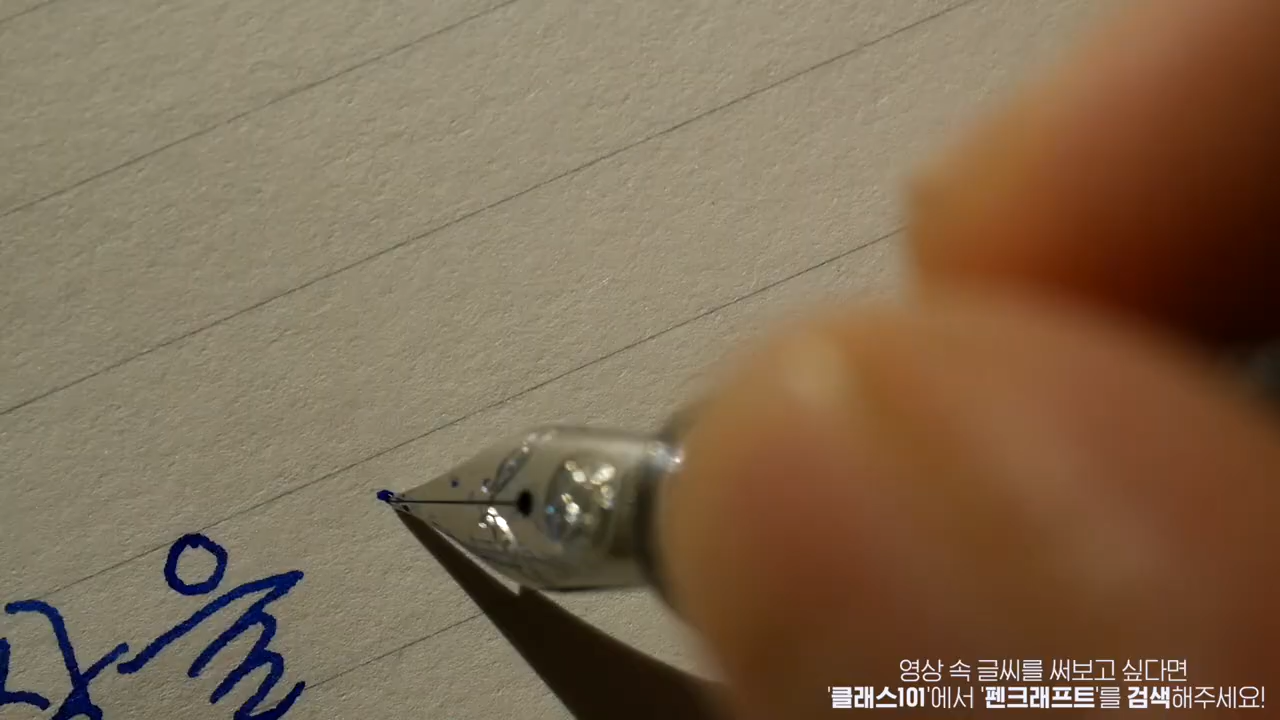 을
영상 속 글씨를 써보고 싶다면
'클래스101'에서 '펜크래프트'를 검색해주세요!